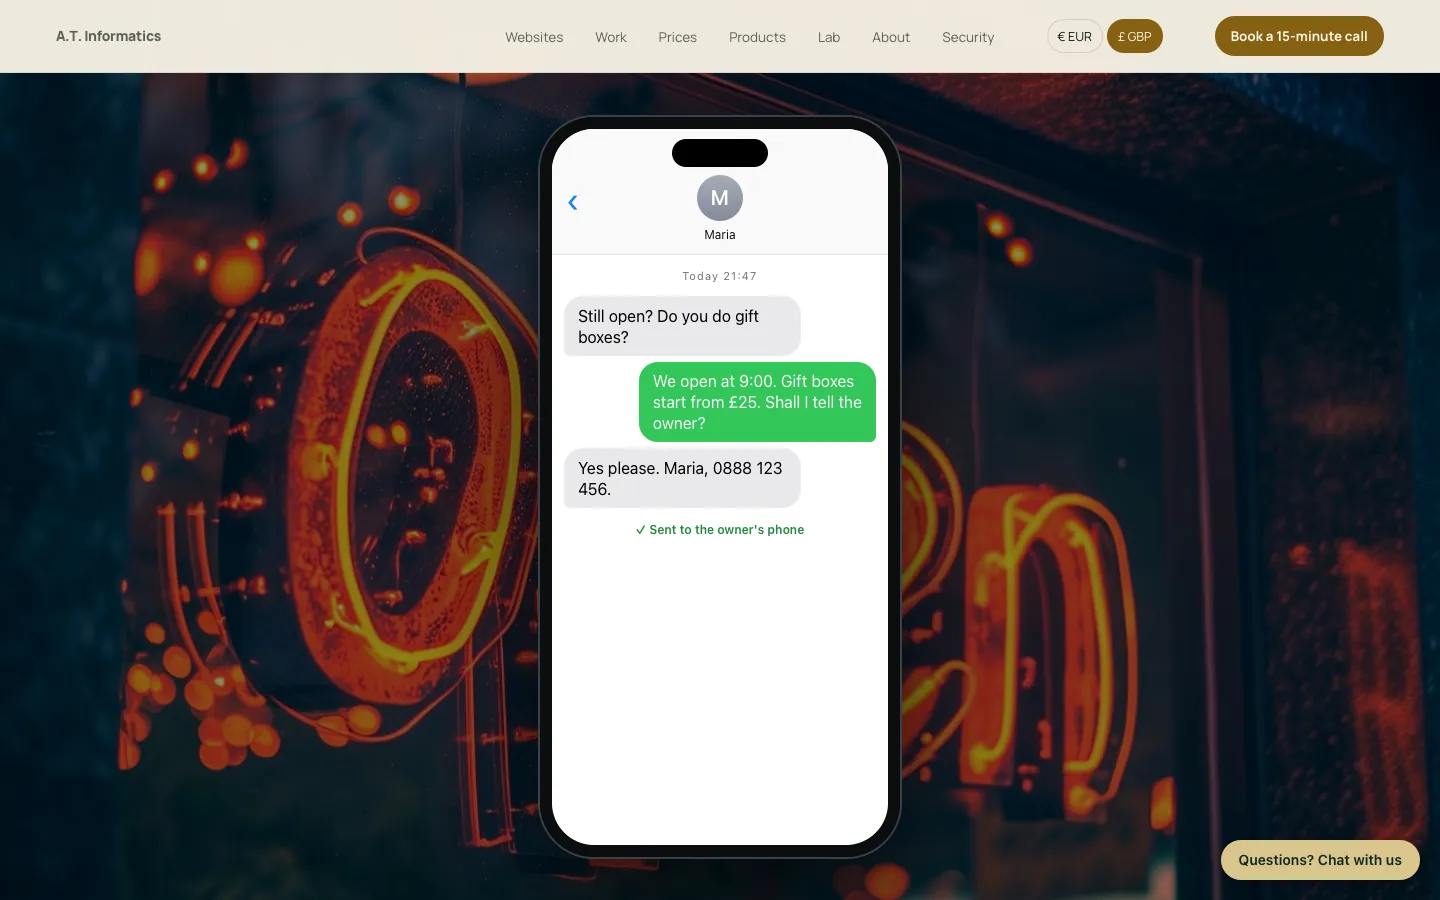 A.T. Informatics
Websites
Work
Prices
Products
Lab
About
Security
€ EUR
£ GBP
Book a 15-minute call
M
Maria
Today 21:47
Still open? Do you do gift
boxes?
We open at 9:00. Gift boxes
start from £25. Shall I tell the
owner?
Yes please. Maria, 0888 123
456.
✓ Sent to the owner's phone
Questions? Chat with us